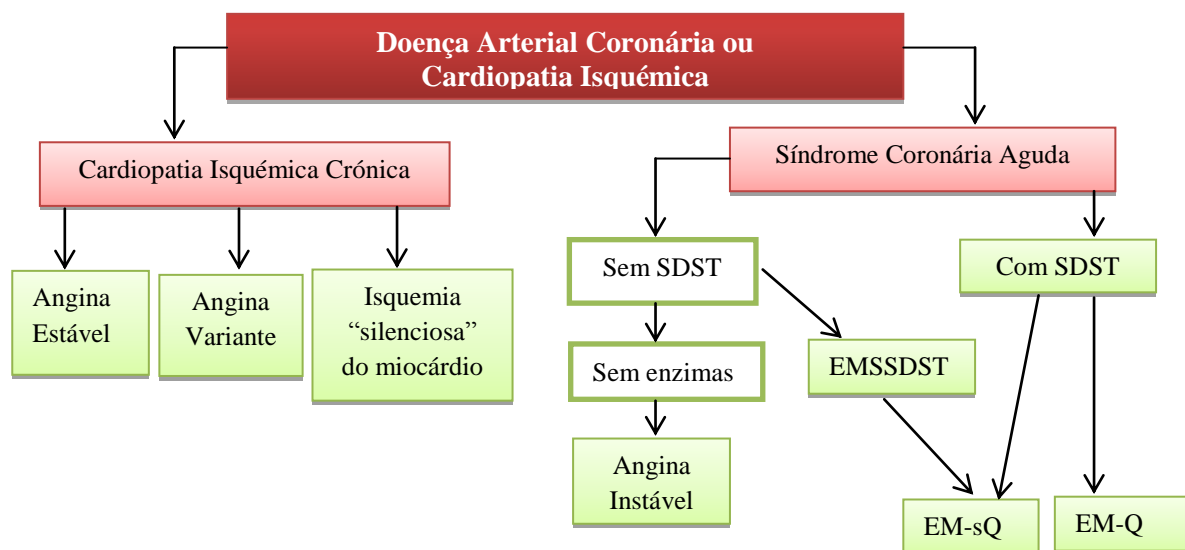 Doença Arterial Coronária ou
Cardiopatia Isquémica
Cardiopatia Isquémica Crónica
Síndrome Coronária Aguda
Angina
Estável
Angina
Variante
Isquemia
“silenciosa”
do miocárdio
Sem SDST
Com SDST
Sem enzimas
EMSSDST
Angina
Instável
EM-sQ
EM-Q